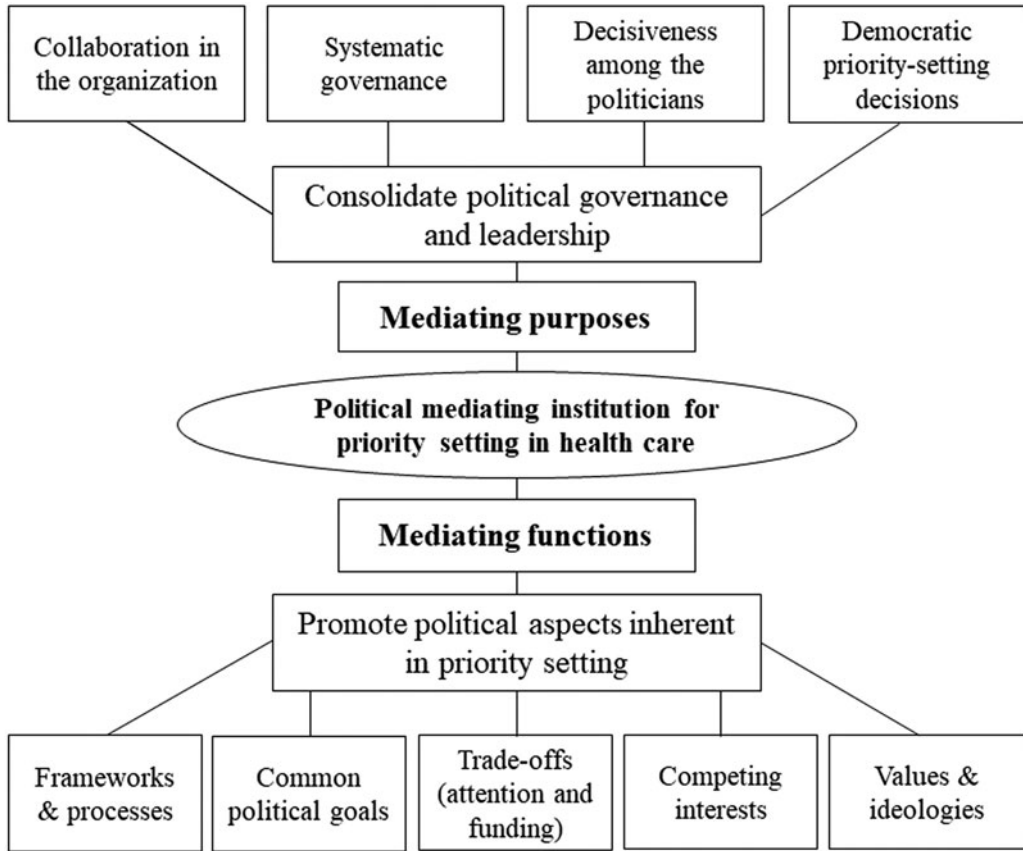 Collaboration in
the organization
Systematic
governance
Decisiveness
among the
politicians
Democratic
priority-setting
decisions
Consolidate political governance
and leadership
Mediating purposes
Political mediating institution for
priority setting in health care
Mediating functions
Promote political aspects inherent
in priority setting
Frameworks
& processes
Common
political goals
Trade-offs
(attention and
funding)
Competing
interests
Values &
ideologies